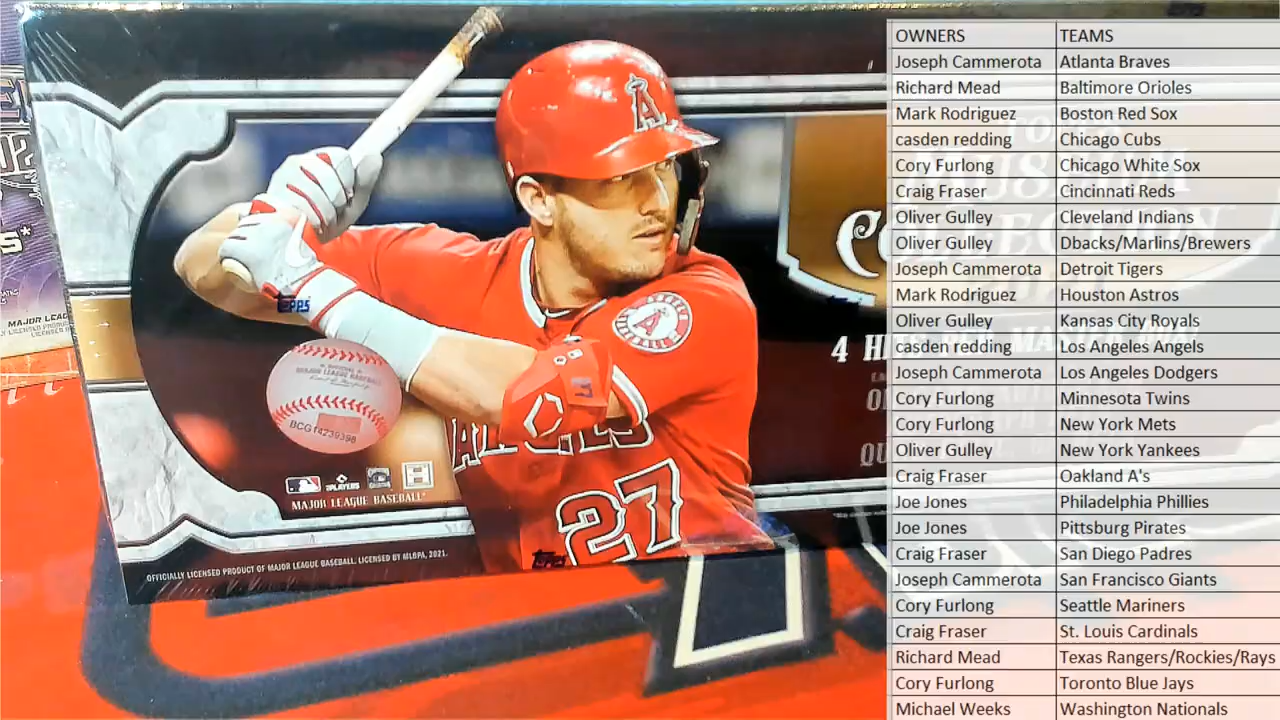 OWNERS TEAMS
Joseph Cammerota Atlanta Braves
Richard Mead Baltimore Orioles
Mark Rodriguez Boston Red Sox
casden redding Chicago Cubs
Cory Furlong Chicago White Sox
Craig Fraser Cincinnati Reds
Oliver Gulley Cleveland Indians
Oliver Gulley Dbacks/Marlins/Brewers
Joseph Cammerota Detroit Tigers
Mark Rodriguez Houston Astros
Oliver Gulley Kansas City Royals
casden redding Los Angeles Angels
Joseph Cammerota Los Angeles Dodgers
Cory Furlong Minnesota Twins
Cory Furlong New York Mets
Oliver Gulley New York Yankees
Craig Fraser Oakland A's
Joe Jones Philadelphia Phillies
Joe Jones Pittsburg Pirates
Craig Fraser San Diego Padres
Joseph Cammerota San Francisco Giants
Cory Furlong Seattle Mariners
Craig Fraser St. Louis Cardinals
Richard Mead Texas Rangers/Rockies/Rays
Cory Furlong Toronto Blue Jays
Michael Weeks Washington Nationals
A
topps
4
MAJOR LEAGUE BASEBALL
BCG14239398
27
MAJOR LEAGUE BASEBALL
topps
OFFICIALLY LICENSED PRODUCT OF MAJOR LEAGUE BASEBALL. LICENSED BY MLBPA, 2021.